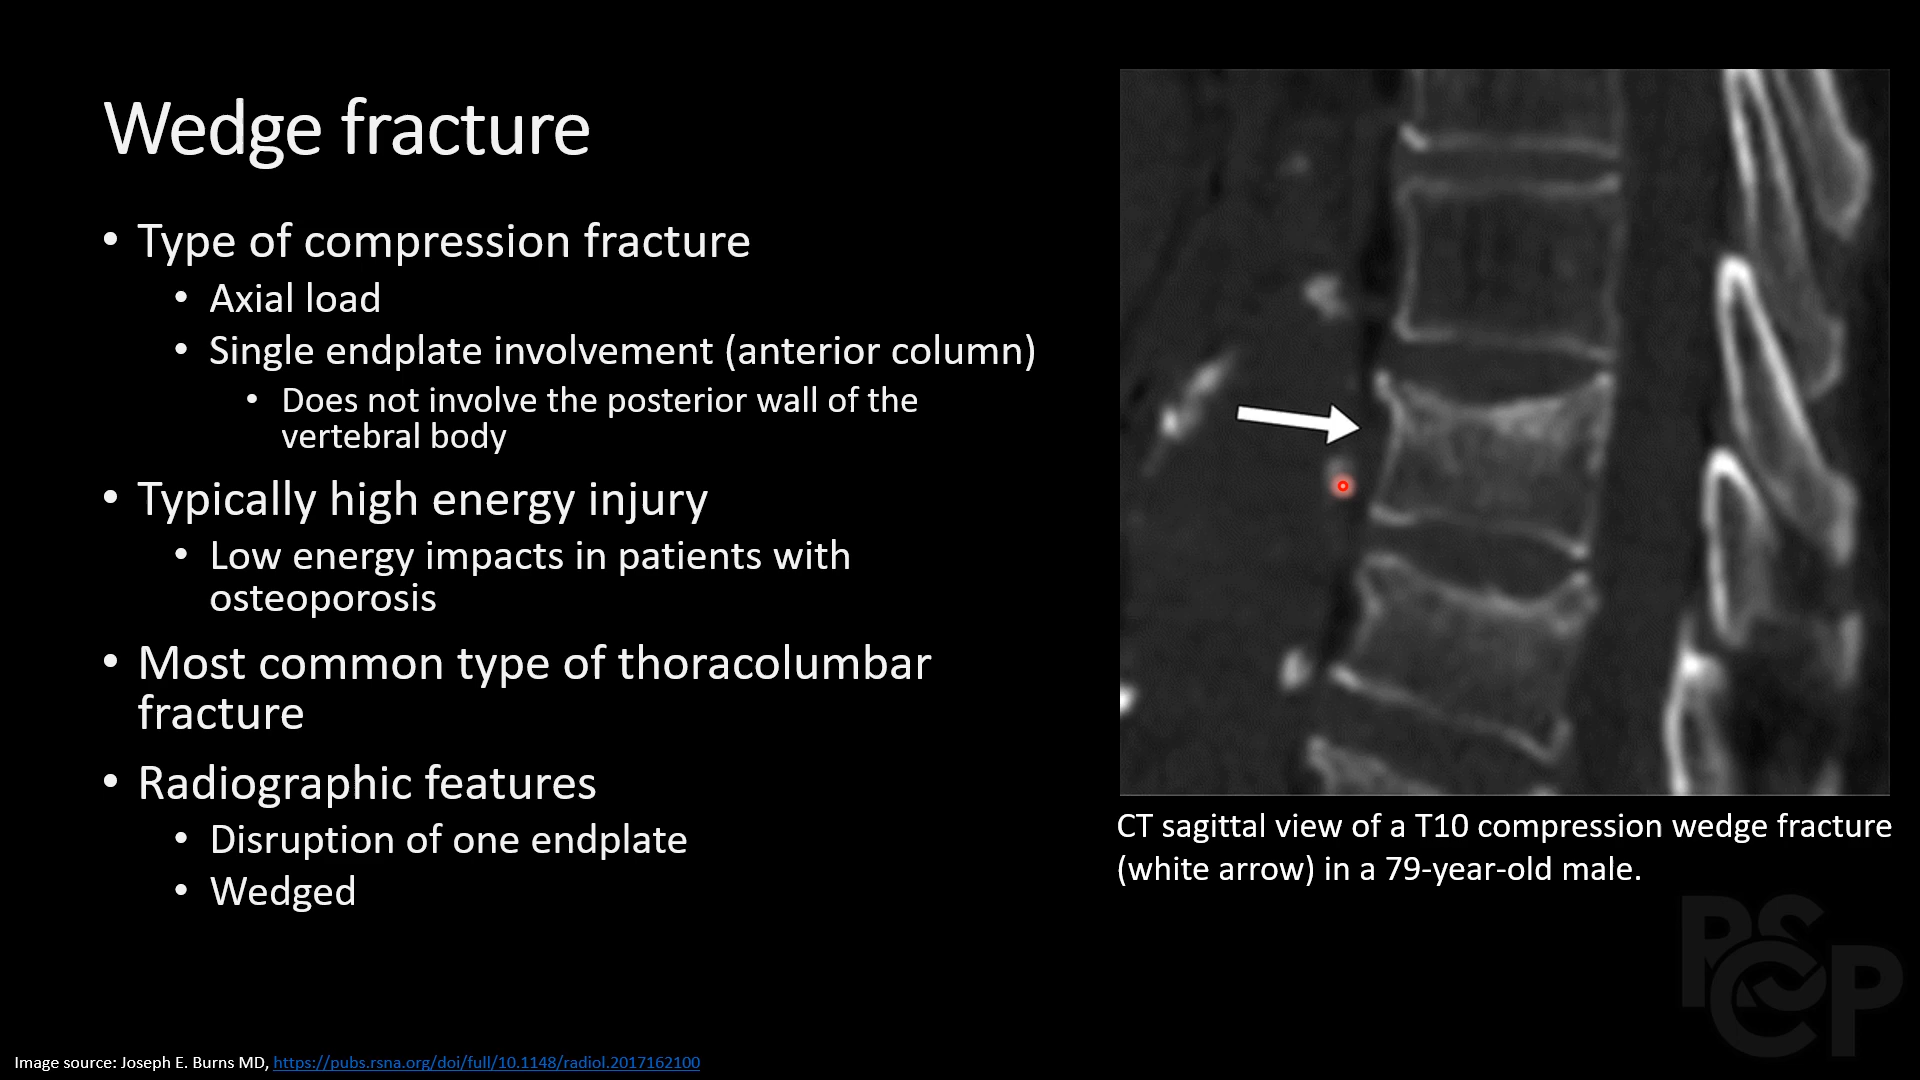 Wedge fracture
• Type of compression fracture
• Axial load
• Single endplate involvement (anterior column)
• Does not involve the posterior wall of the
vertebral body
• Typically high energy injury
• Low energy impacts in patients with
osteoporosis
• Most common type of thoracolumbar
fracture
• Radiographic features
• Disruption of one endplate
• Wedged
CT sagittal view of a T10 compression wedge fracture
(white arrow) in a 79-year-old male.
PSCP
Image source: Joseph E. Burns MD, https://pubs.rsna.org/doi/full/10.1148/radiol.2017162100